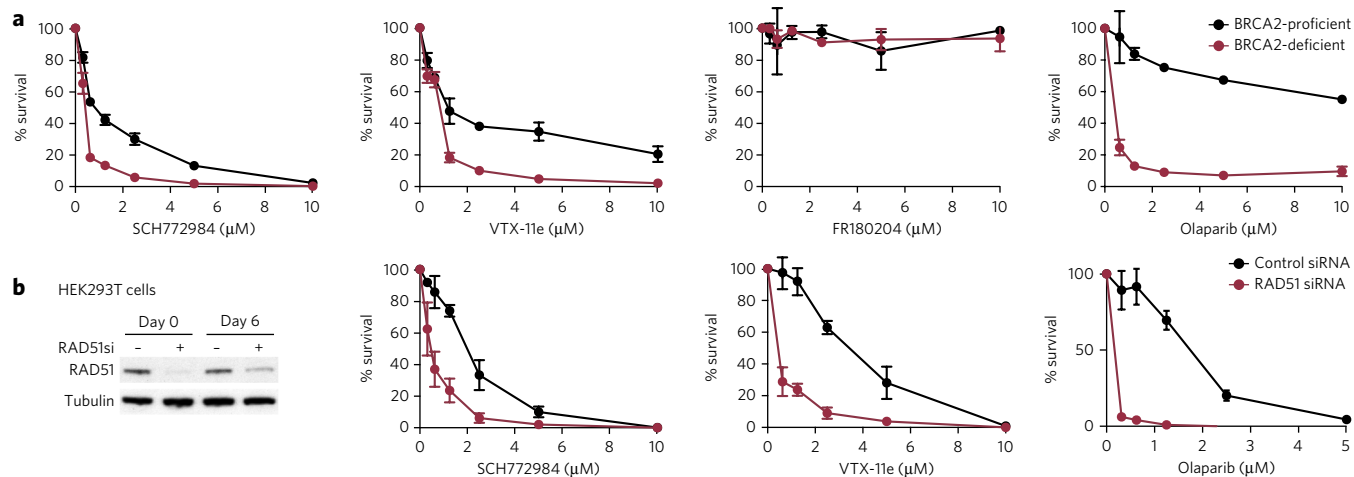 a
% survival
100
80
60
40
20
0
0 2 4 6 8 10
SCH772984 (μM)
% survival
100
80
60
40
20
0
0 2 4 6 8 10
VTX-11e (μM)
% survival
100
80
60
40
20
0
0 2 4 6 8 10
FR180204 (μM)
% survival
100
80
60
40
20
0
0 2 4 6 8 10
Olaparib (μM)
BRCA2-proficient
BRCA2-deficient
b
HEK293T cells
Day 0 Day 6
RAD51si – + – +
RAD51
Tubulin
% survival
100
80
60
40
20
0
0 2 4 6 8 10
SCH772984 (μM)
% survival
100
80
60
40
20
0
0 2 4 6 8 10
VTX-11e (μM)
% survival
100
50
0
0 1 2 3 4 5
Olaparib (μM)
Control siRNA
RAD51 siRNA